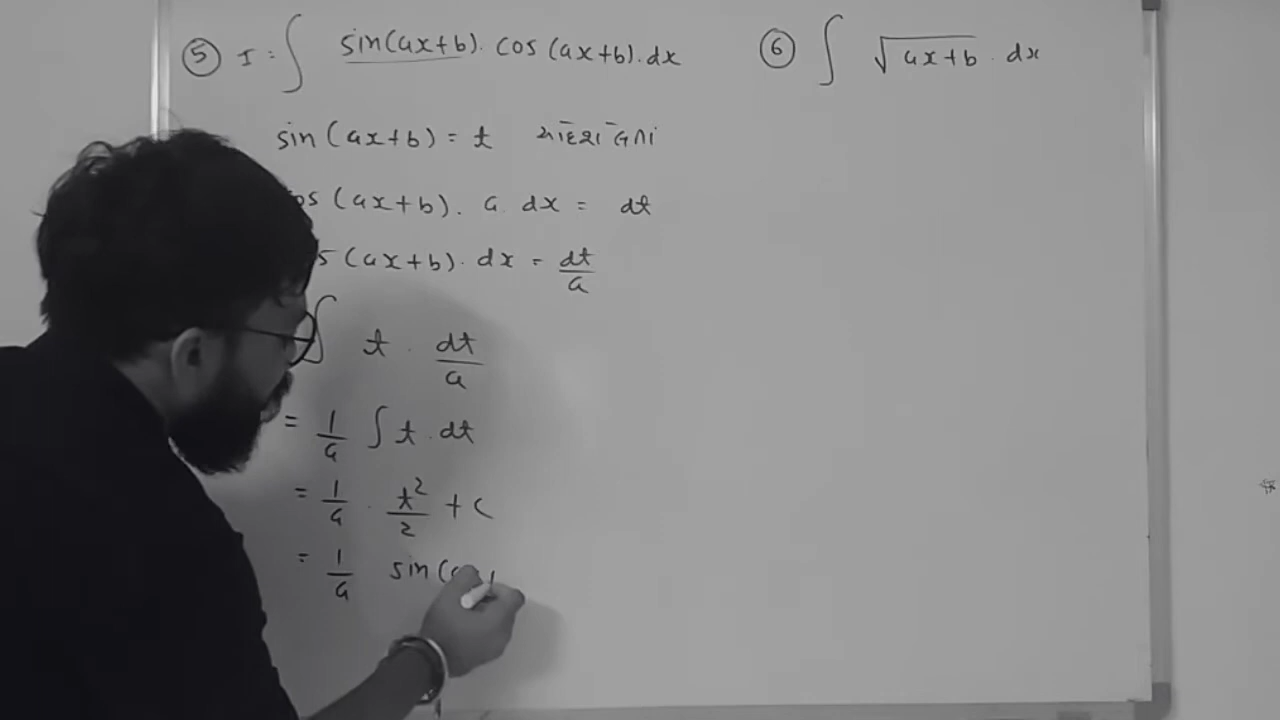 ⑤ I = ∫ sin(ax+b). cos(ax+b).dx
sin(ax+b) = t આદેશ લેતાં
(ax+b). a. dx = dt
(ax+b). dx = dt/a
∫ t . dt/a
= 1/a ∫ t . dt
= 1/a . t²/2 + c
= 1/a sin(
⑥ ∫ √ax+b . dx